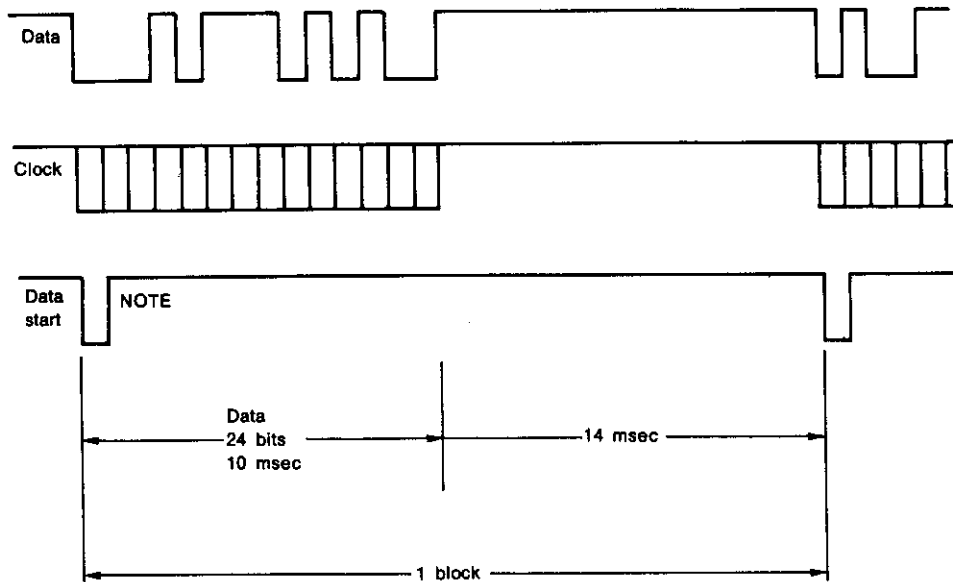 Data
Clock
Data
start
NOTE
Data
24 bits
10 msec
14 msec
1 block